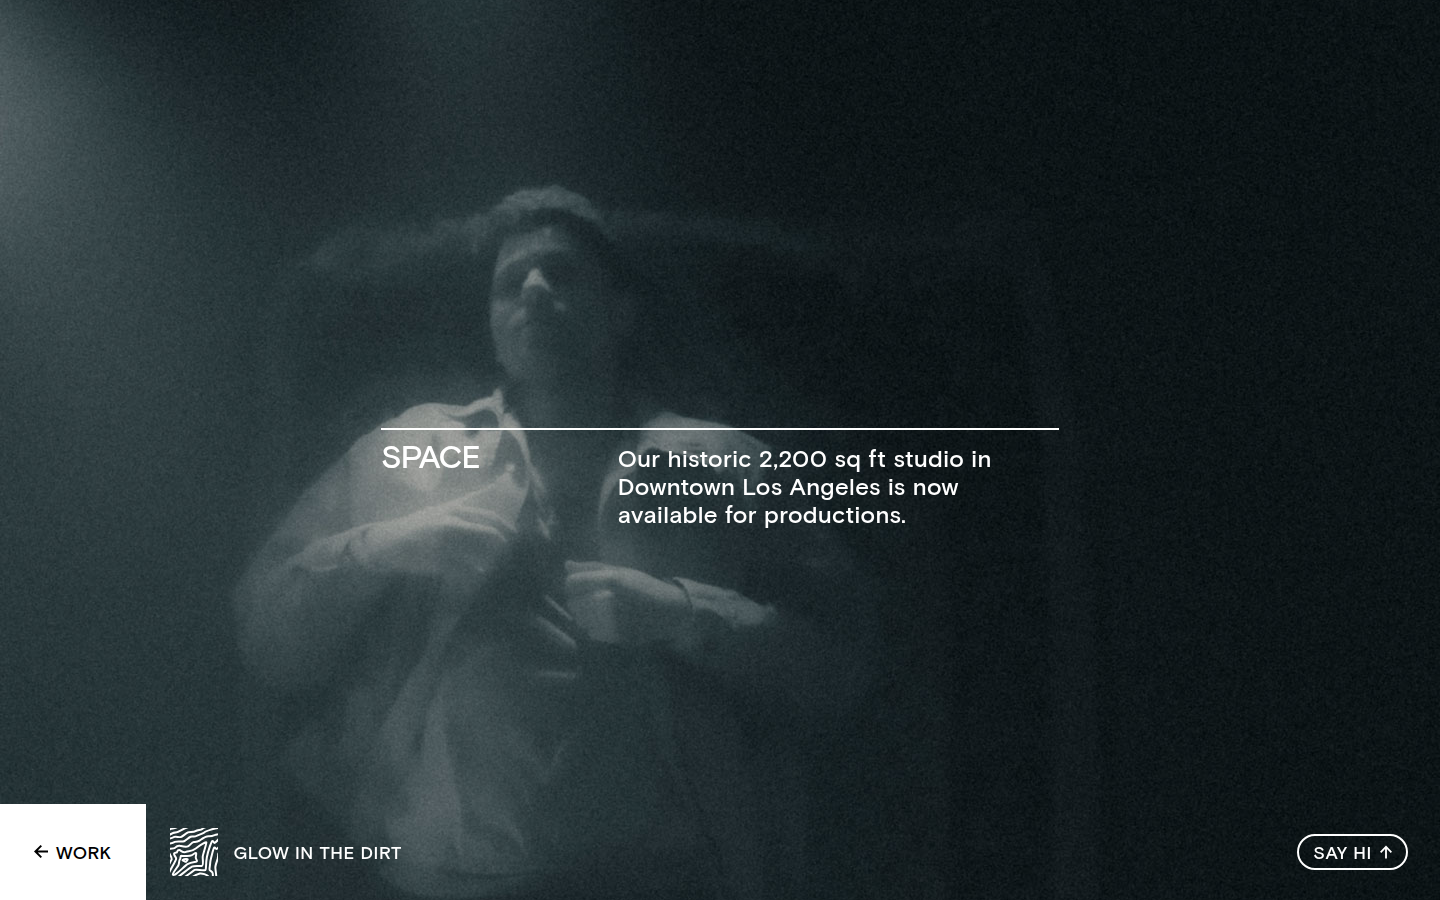 SPACE
Our historic 2,200 sq ft studio in
Downtown Los Angeles is now
available for productions.
← WORK
GLOW IN THE DIRT
SAY HI ↑